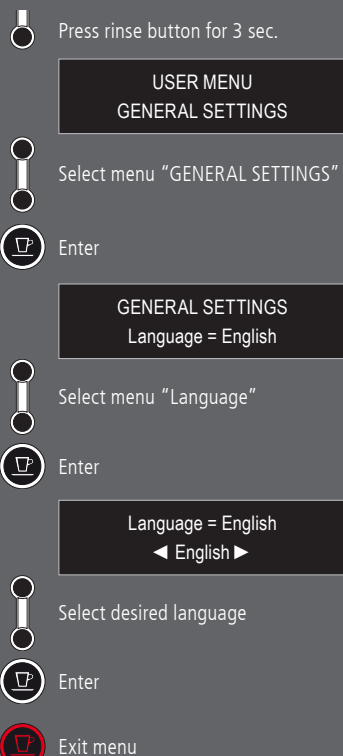 Press rinse button for 3 sec.
USER MENU
GENERAL SETTINGS
Select menu “GENERAL SETTINGS”
Enter
GENERAL SETTINGS
Language = English
Select menu “Language”
Enter
Language = English
◄ English ►
Select desired language
Enter
Exit menu